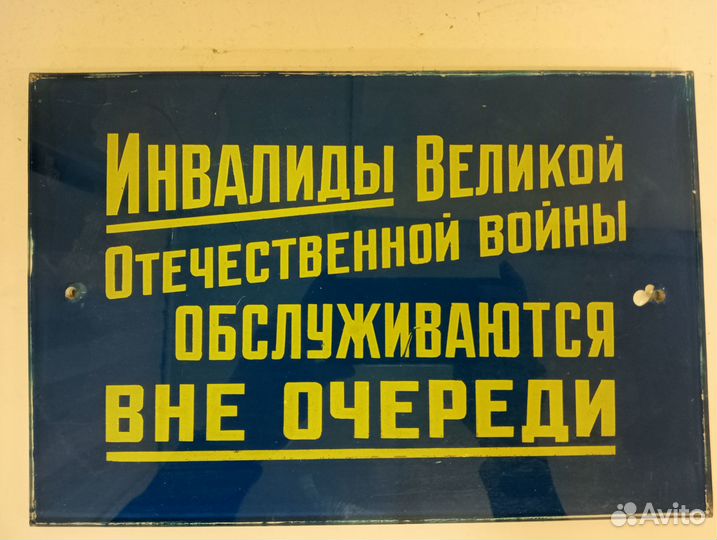 ИНВАЛИДЫ ВЕЛИКОЙ
ОТЕЧЕСТВЕННОЙ ВОЙНЫ
ОБСЛУЖИВАЮТСЯ
ВНЕ ОЧЕРЕДИ
Avito